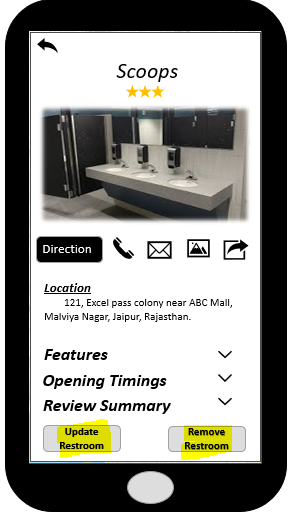 Scoops
Direction
Location
121, Excel pass colony near ABC Mall,
Malviya Nagar, Jaipur, Rajasthan.
Features
Opening Timings
Review Summary
Update
Restroom
Remove
Restroom